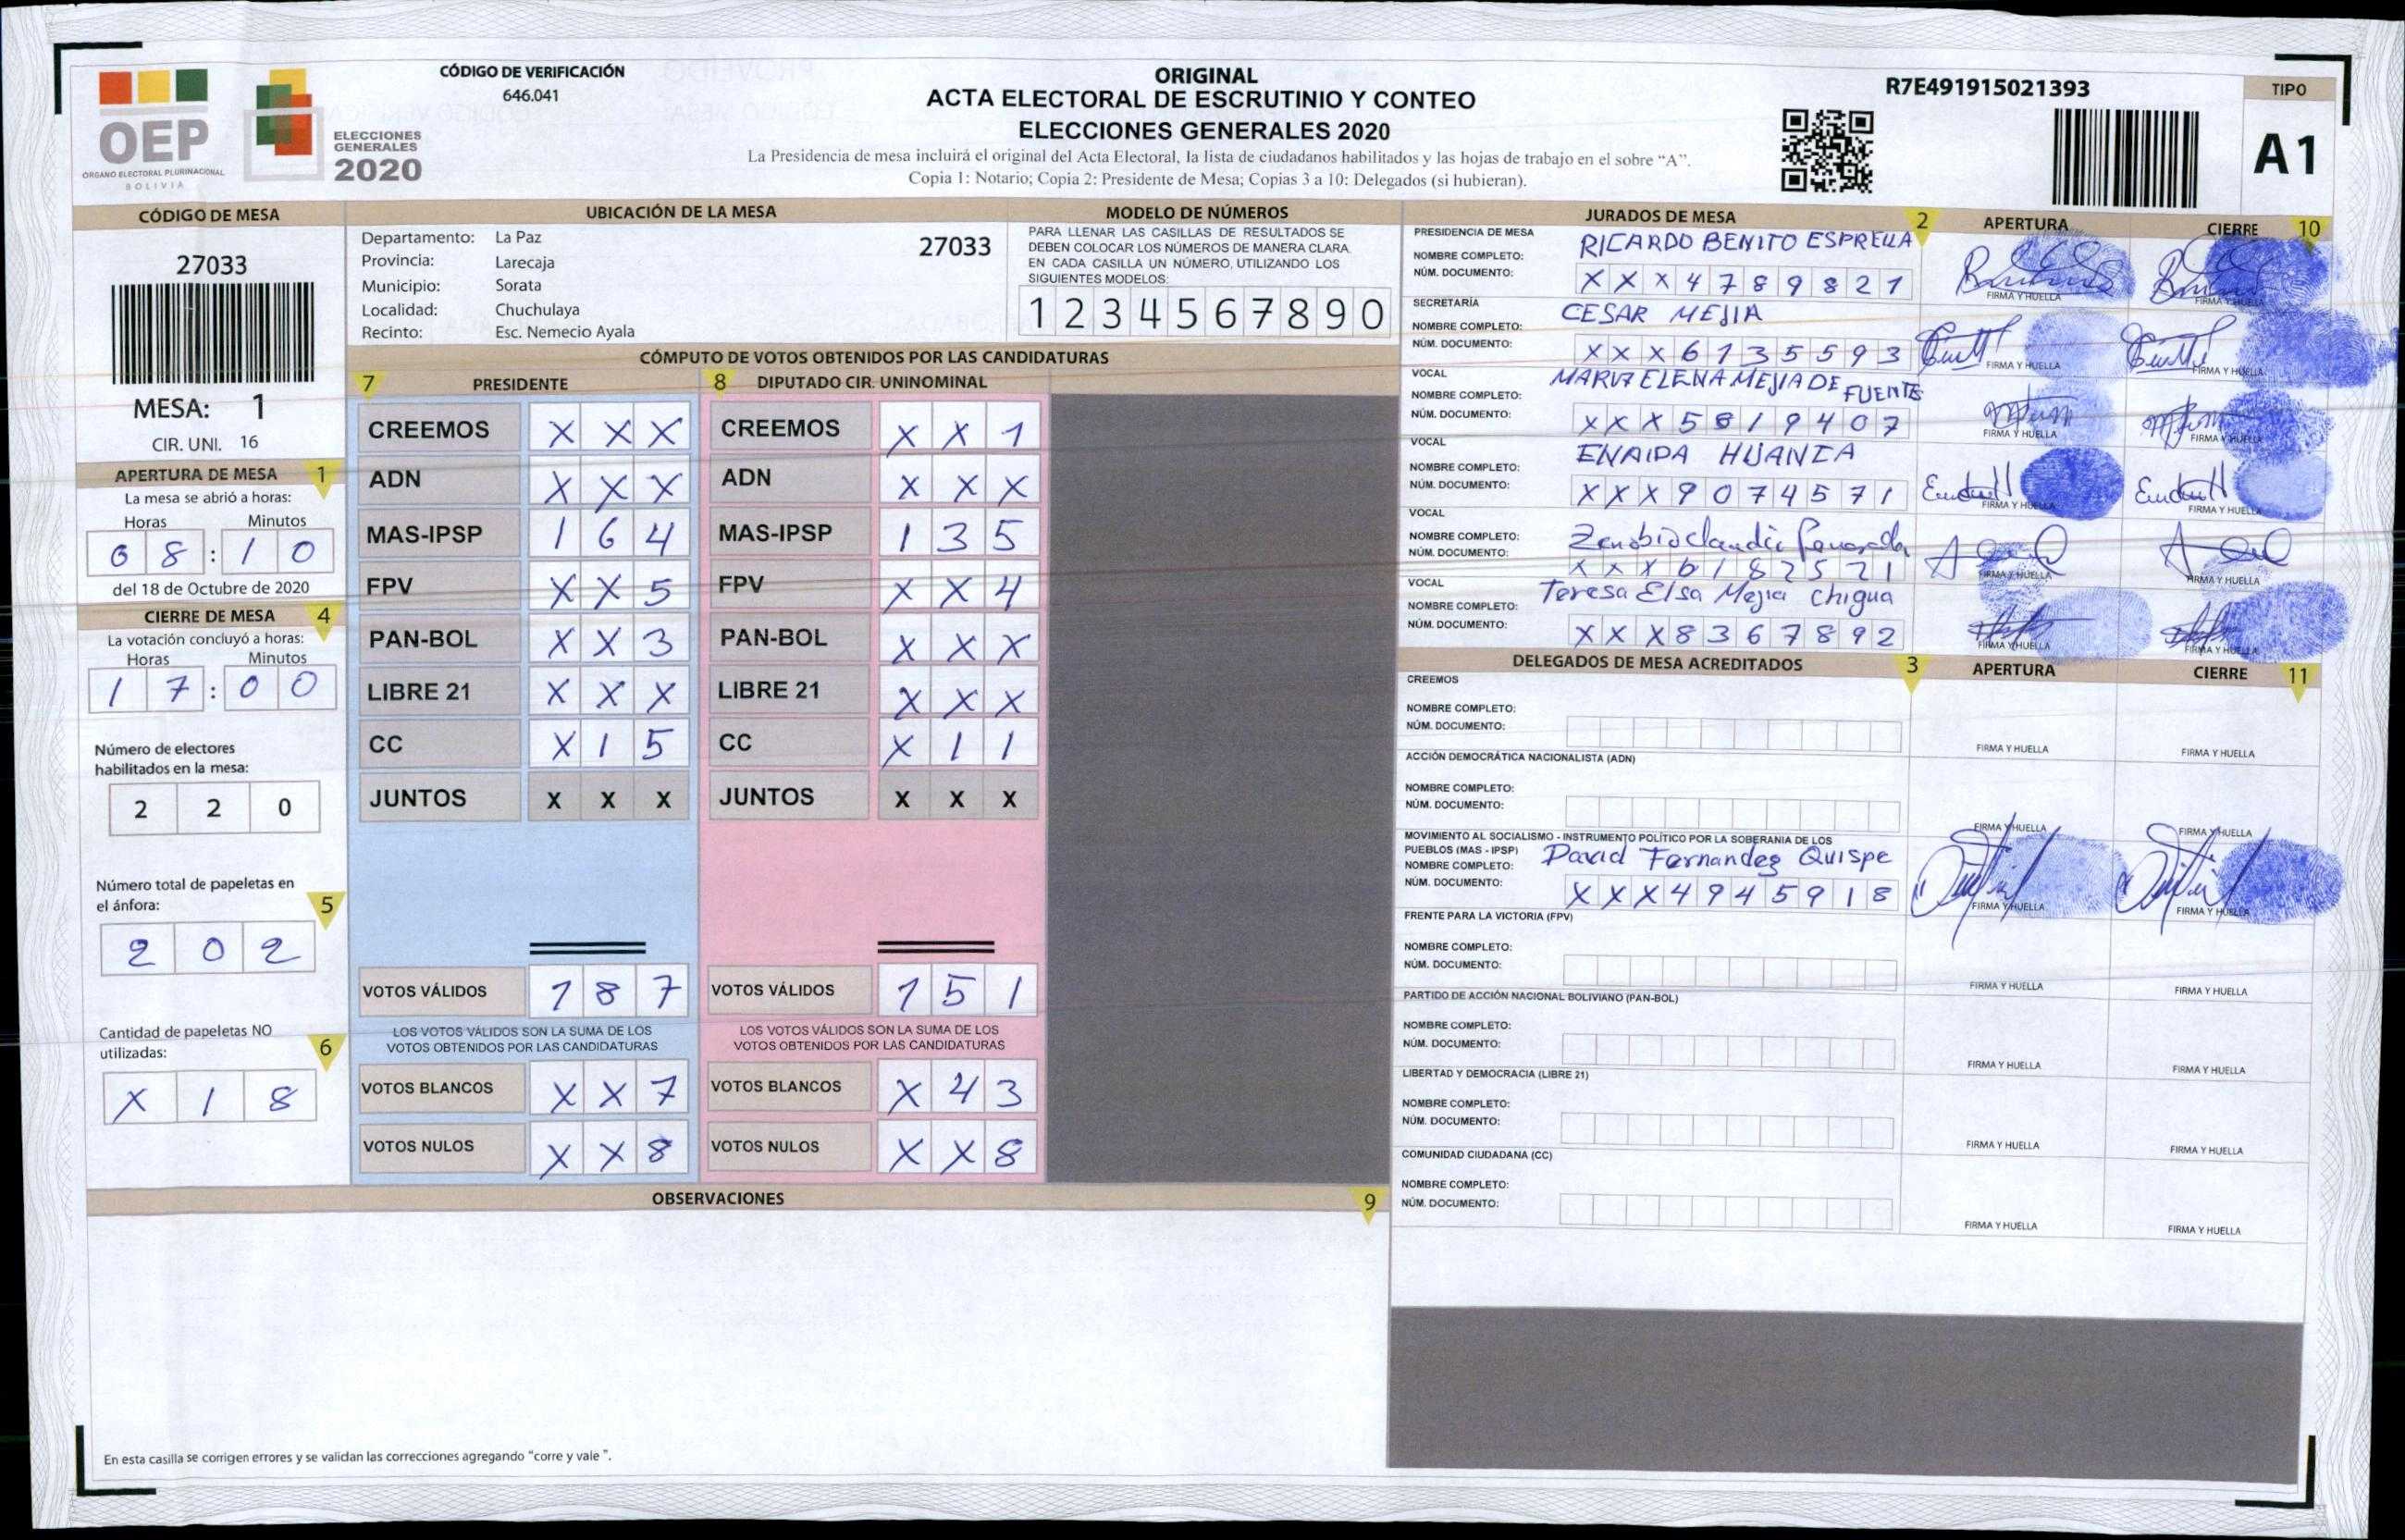 OEP
ÓRGANO ELECTORAL PLURINACIONAL
BOLIVIA
ELECCIONES
GENERALES
2020
CÓDIGO DE VERIFICACIÓN
646.041
ORIGINAL
ACTA ELECTORAL DE ESCRUTINIO Y CONTEO
ELECCIONES GENERALES 2020
La Presidencia de mesa incluirá el original del Acta Electoral, la lista de ciudadanos habilitados y las hojas de trabajo en el sobre “A”.
Copia 1: Notario; Copia 2: Presidente de Mesa; Copias 3 a 10: Delegados (si hubieran).
R7E491915021393
TIPO
A1
CÓDIGO DE MESA
27033
MESA: 1
CIR. UNI. 16
APERTURA DE MESA 1
La mesa se abrió a horas:
Horas Minutos
08:10
del 18 de Octubre de 2020
CIERRE DE MESA 4
La votación concluyó a horas:
Horas Minutos
17:00
Número de electores
habilitados en la mesa:
2 2 0
Número total de papeletas en
el ánfora: 5
2 0 2
Cantidad de papeletas NO
utilizadas: 6
X 1 8
UBICACIÓN DE LA MESA
Departamento: La Paz 27033
Provincia: Larecaja
Municipio: Sorata
Localidad: Chuchulaya
Recinto: Esc. Nemecio Ayala
MODELO DE NÚMEROS
PARA LLENAR LAS CASILLAS DE RESULTADOS SE
DEBEN COLOCAR LOS NÚMEROS DE MANERA CLARA
EN CADA CASILLA UN NÚMERO, UTILIZANDO LOS
SIGUIENTES MODELOS:
1 2 3 4 5 6 7 8 9 0
CÓMPUTO DE VOTOS OBTENIDOS POR LAS CANDIDATURAS
7 PRESIDENTE 8 DIPUTADO CIR. UNINOMINAL
CREEMOS X X X CREEMOS X X 1
ADN X X X ADN X X X
MAS-IPSP 1 6 4 MAS-IPSP 1 3 5
FPV X X 5 FPV X X 4
PAN-BOL X X 3 PAN-BOL X X X
LIBRE 21 X X X LIBRE 21 X X X
CC X 1 5 CC X 1 1
JUNTOS X X X JUNTOS X X X
VOTOS VÁLIDOS 1 8 7 VOTOS VÁLIDOS 1 5 1
LOS VOTOS VÁLIDOS SON LA SUMA DE LOS LOS VOTOS VÁLIDOS SON LA SUMA DE LOS
VOTOS OBTENIDOS POR LAS CANDIDATURAS VOTOS OBTENIDOS POR LAS CANDIDATURAS
VOTOS BLANCOS X X 7 VOTOS BLANCOS X 4 3
VOTOS NULOS X X 8 VOTOS NULOS X X 8
OBSERVACIONES 9
En esta casilla se corrigen errores y se validan las correcciones agregando “corre y vale ”.
JURADOS DE MESA 2 APERTURA CIERRE 10
PRESIDENCIA DE MESA
NOMBRE COMPLETO: RICARDO BENITO ESPRELLA
NÚM. DOCUMENTO: X X X 4 7 8 9 8 2 1
FIRMA Y HUELLA FIRMA Y HUELLA
SECRETARÍA
NOMBRE COMPLETO: CESAR MEJIA
NÚM. DOCUMENTO: X X X 6 1 3 5 5 9 3
FIRMA Y HUELLA FIRMA Y HUELLA
VOCAL
NOMBRE COMPLETO: ELENA MEJIA DE FUENTE
NÚM. DOCUMENTO: X X X 5 8 1 9 4 0 7
FIRMA Y HUELLA FIRMA Y HUELLA
VOCAL
NOMBRE COMPLETO: ENAIDA HUANCA
NÚM. DOCUMENTO: X X X 9 0 7 4 5 7 1
FIRMA Y HUELLA FIRMA Y HUELLA
VOCAL
NOMBRE COMPLETO: Zenobio claudio
NÚM. DOCUMENTO: X X X 6 1 8 2 5 2 1
FIRMA Y HUELLA FIRMA Y HUELLA
VOCAL
NOMBRE COMPLETO: Teresa Elsa Mejia Chigua
NÚM. DOCUMENTO: X X X 8 3 6 7 8 9 2
FIRMA Y HUELLA FIRMA Y HUELLA
DELEGADOS DE MESA ACREDITADOS 3 APERTURA CIERRE 11
CREEMOS
NOMBRE COMPLETO:
NÚM. DOCUMENTO:
FIRMA Y HUELLA FIRMA Y HUELLA
ACCIÓN DEMOCRÁTICA NACIONALISTA (ADN)
NOMBRE COMPLETO:
NÚM. DOCUMENTO:
FIRMA Y HUELLA FIRMA Y HUELLA
MOVIMIENTO AL SOCIALISMO - INSTRUMENTO POLÍTICO POR LA SOBERANIA DE LOS
PUEBLOS (MAS - IPSP)
NOMBRE COMPLETO: David Fernandez Quispe
NÚM. DOCUMENTO: X X X 4 9 4 5 9 1 8
FIRMA Y HUELLA FIRMA Y HUELLA
FRENTE PARA LA VICTORIA (FPV)
NOMBRE COMPLETO:
NÚM. DOCUMENTO:
FIRMA Y HUELLA FIRMA Y HUELLA
PARTIDO DE ACCIÓN NACIONAL BOLIVIANO (PAN-BOL)
NOMBRE COMPLETO:
NÚM. DOCUMENTO:
FIRMA Y HUELLA FIRMA Y HUELLA
LIBERTAD Y DEMOCRACIA (LIBRE 21)
NOMBRE COMPLETO:
NÚM. DOCUMENTO:
FIRMA Y HUELLA FIRMA Y HUELLA
COMUNIDAD CIUDADANA (CC)
NOMBRE COMPLETO:
NÚM. DOCUMENTO:
FIRMA Y HUELLA FIRMA Y HUELLA